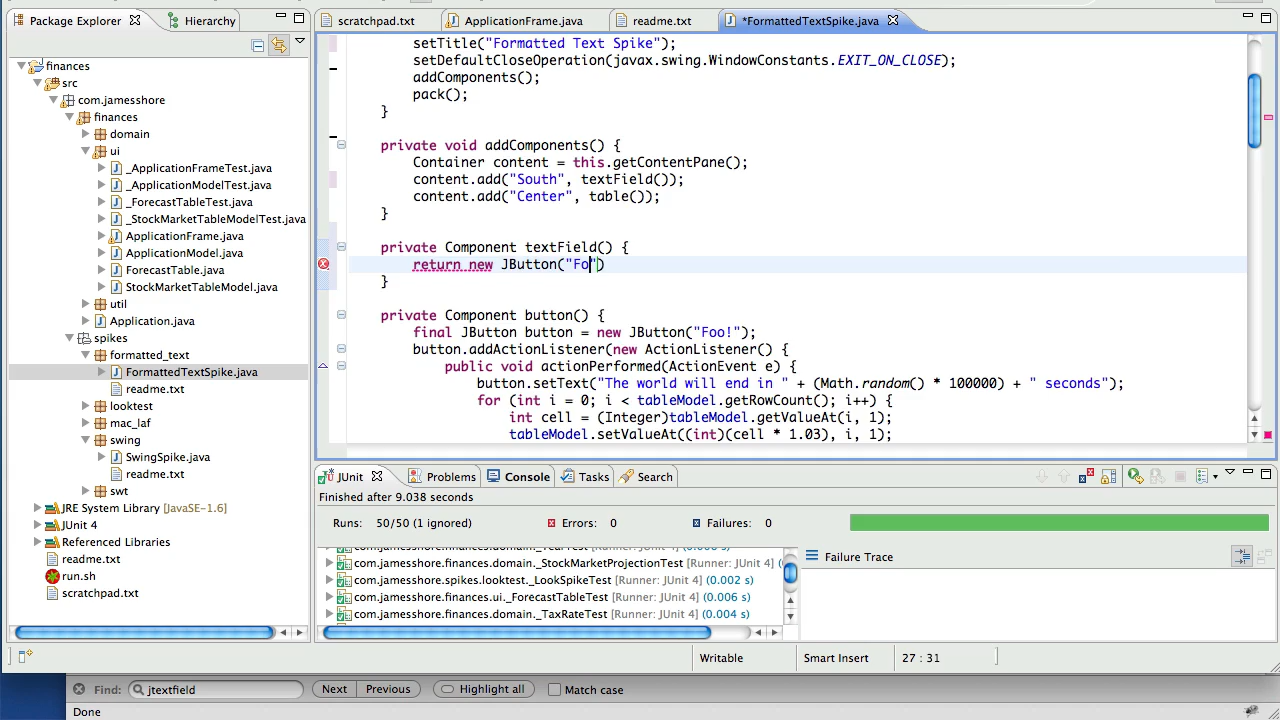 Package Explorer
Hierarchy
scratchpad.txt
ApplicationFrame.java
readme.txt
*FormattedTextSpike.java
finances
src
com.jamesshore
finances
domain
ui
_ApplicationFrameTest.java
_ApplicationModelTest.java
_ForecastTableTest.java
_StockMarketTableModelTest.java
ApplicationFrame.java
ApplicationModel.java
ForecastTable.java
StockMarketTableModel.java
util
Application.java
spikes
formatted_text
FormattedTextSpike.java
readme.txt
looktest
mac_laf
swing
SwingSpike.java
readme.txt
swt
JRE System Library [JavaSE-1.6]
JUnit 4
Referenced Libraries
readme.txt
run.sh
scratchpad.txt
setTitle("Formatted Text Spike");
setDefaultCloseOperation(javax.swing.WindowConstants.EXIT_ON_CLOSE);
addComponents();
pack();
}
private void addComponents() {
Container content = this.getContentPane();
content.add("South", textField());
content.add("Center", table());
}
private Component textField() {
return new JButton("Fo")
}
private Component button() {
final JButton button = new JButton("Foo!");
button.addActionListener(new ActionListener() {
public void actionPerformed(ActionEvent e) {
button.setText("The world will end in " + (Math.random() * 100000) + " seconds");
for (int i = 0; i < tableModel.getRowCount(); i++) {
int cell = (Integer)tableModel.getValueAt(i, 1);
tableModel.setValueAt((int)(cell * 1.03), i, 1);
JUnit
Problems
Console
Tasks
Search
Finished after 9.038 seconds
Runs: 50/50 (1 ignored)
Errors: 0
Failures: 0
com.jamesshore.finances.domain._StockMarketProjectionTest [Runner: JUnit 4] (
com.jamesshore.spikes.looktest._LookSpikeTest [Runner: JUnit 4] (0.002 s)
com.jamesshore.finances.ui._ForecastTableTest [Runner: JUnit 4] (0.006 s)
com.jamesshore.finances.domain._TaxRateTest [Runner: JUnit 4] (0.004 s)
Failure Trace
Writable
Smart Insert
27 : 31
Find: jtextfield
Next
Previous
Highlight all
Match case
Done